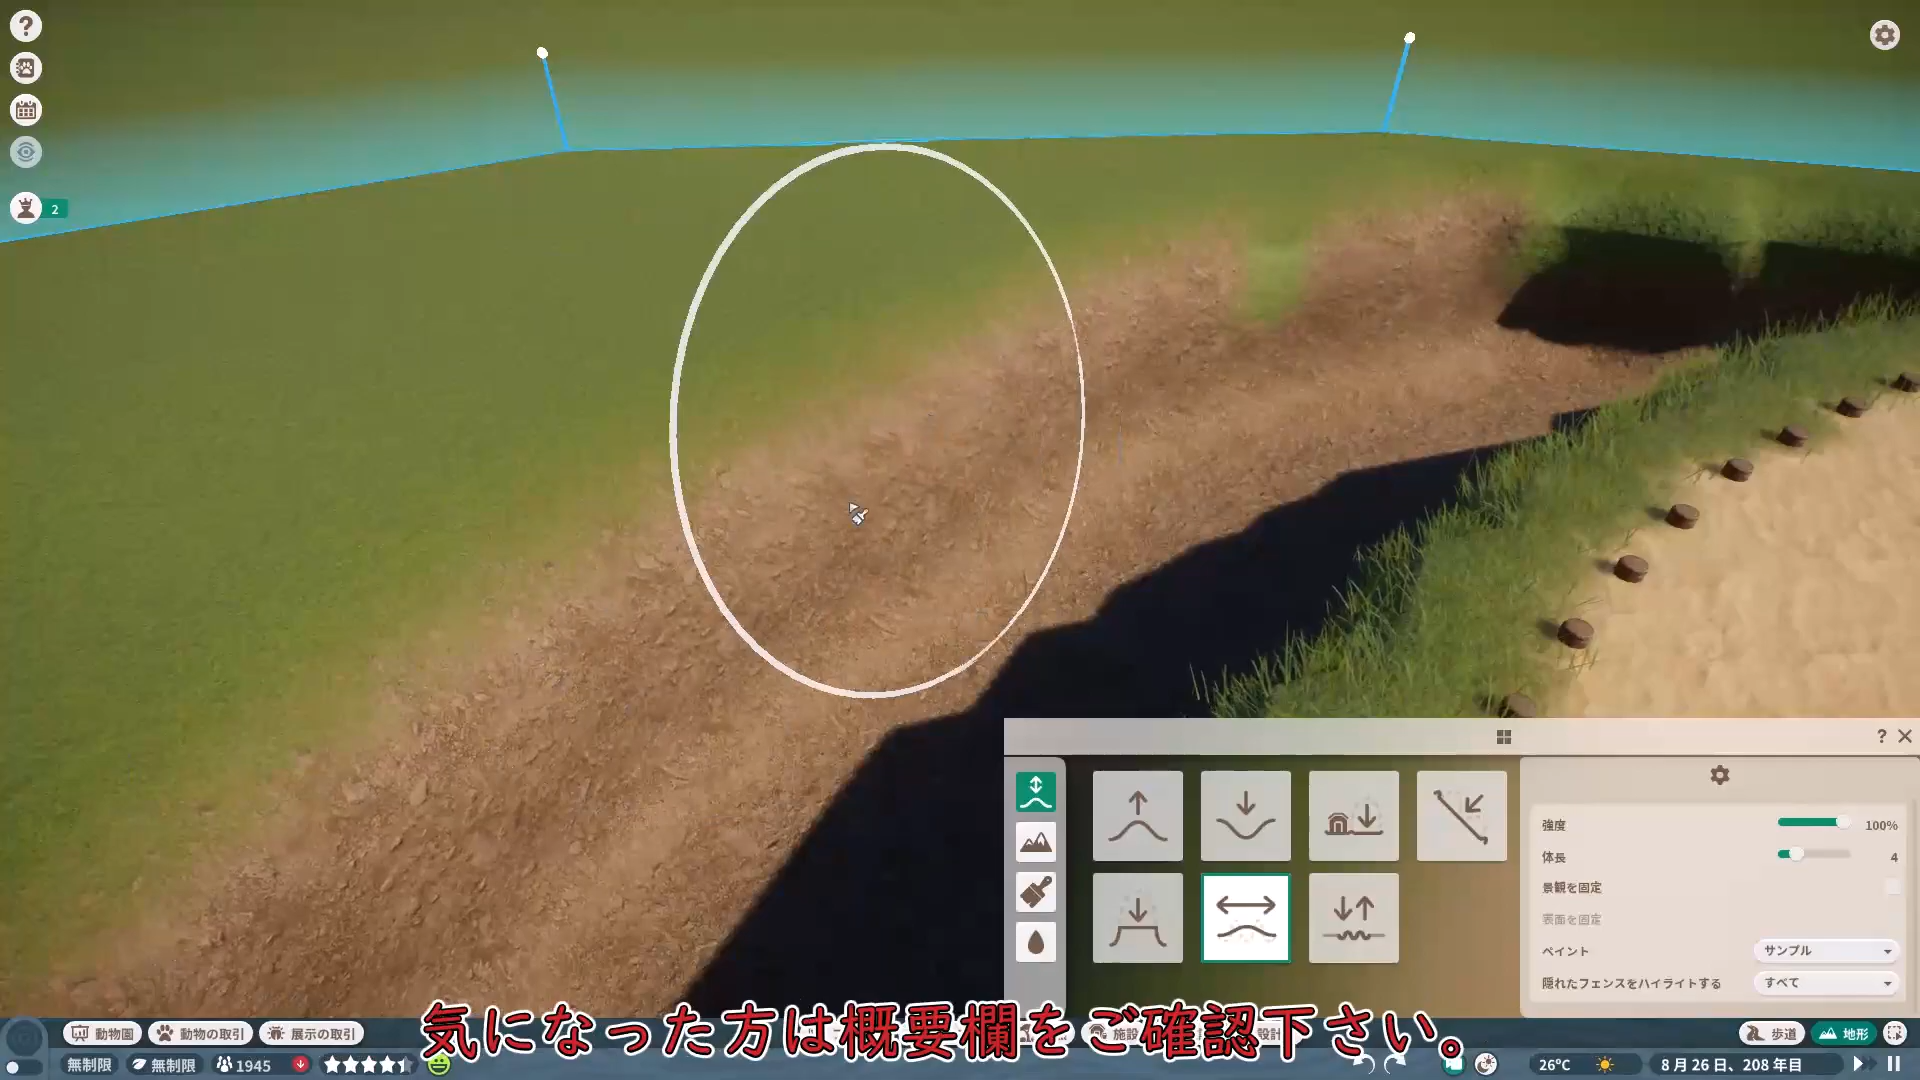 ?
2
? ×
強度 100%
体長 4
景観を固定
表面を固定
ペイント サンプル
隠れたフェンスをハイライトする すべて
気になった方は概要欄をご確認下さい。
動物園 動物の取引 展示の取引 施設 歩道 地形
無制限 無制限 1945 26°C 8月26日、208年目